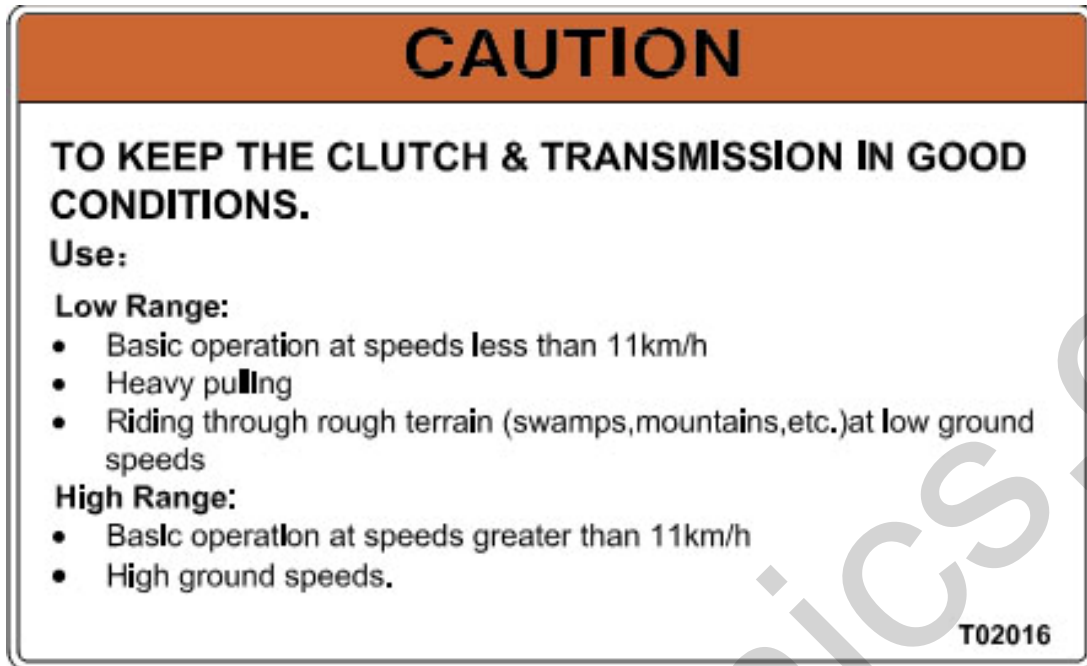 CAUTION
TO KEEP THE CLUTCH & TRANSMISSION IN GOOD
CONDITIONS.
Use:
Low Range:
• Basic operation at speeds less than 11km/h
• Heavy pulling
• Riding through rough terrain (swamps,mountains,etc.)at low ground
speeds
High Range:
• Basic operation at speeds greater than 11km/h
• High ground speeds.
T02016